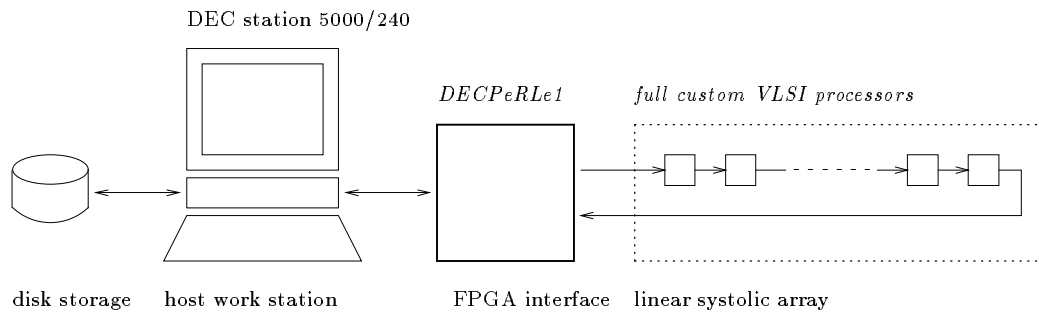 DEC station 5000/240
DECPeRLe1
full custom VLSI processors
disk storage
host work station
FPGA interface
linear systolic array